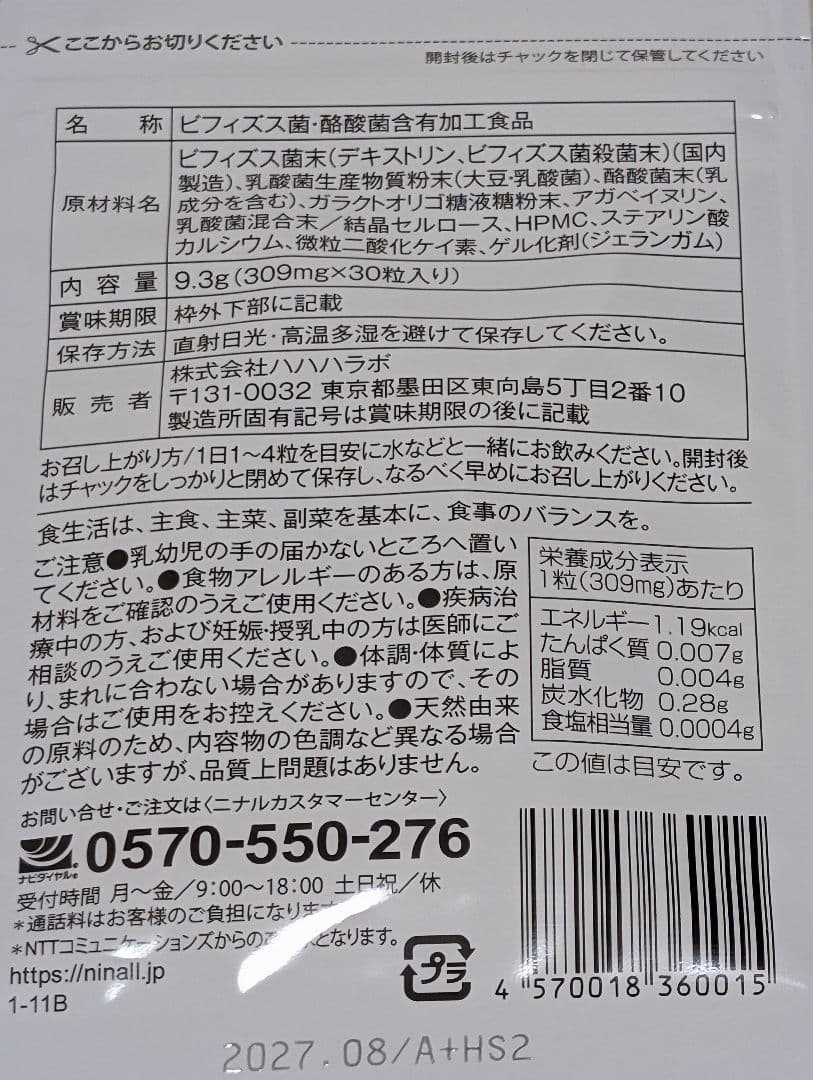 ここからお切りください
開封後はチャックを閉じて保管してください
名 称 ビフィズス菌・酪酸菌含有加工食品
原材料名 ビフィズス菌末(デキストリン、ビフィズス菌殺菌末)(国内
製造)、乳酸菌生産物質粉末(大豆・乳酸菌)、酪酸菌末(乳
成分を含む)、ガラクトオリゴ糖液糖粉末、アガベイヌリン、
乳酸菌混合末/結晶セルロース、HPMC、ステアリン酸
カルシウム、微粒二酸化ケイ素、ゲル化剤(ジェランガム)
内容量 9.3g(309mg×30粒入り)
賞味期限 枠外下部に記載
保存方法 直射日光・高温多湿を避けて保存してください。
販売者 株式会社ハハハラボ
〒131-0032 東京都墨田区東向島5丁目2番10
製造所固有記号は賞味期限の後に記載
お召し上がり方/1日1〜4粒を目安に水などと一緒にお飲みください。開封後
はチャックをしっかりと閉めて保存し、なるべく早めにお召し上がりください。
食生活は、主食、主菜、副菜を基本に、食事のバランスを。
ご注意●乳幼児の手の届かないところへ置い
てください。●食物アレルギーのある方は、原
材料をご確認のうえご使用ください。●疾病治
療中の方、および妊娠・授乳中の方は医師にご
相談のうえご使用ください。●体調・体質によ
り、まれに合わない場合がありますので、その
場合はご使用をお控えください。●天然由来
の原料のため、内容物の色調など異なる場合
がございますが、品質上問題はありません。
栄養成分表示
1粒(309mg)あたり
エネルギー 1.19kcal
たんぱく質 0.007g
脂質 0.004g
炭水化物 0.28g
食塩相当量 0.0004g
この値は目安です。
お問い合せ・ご注文は〈ニナルカスタマーセンター〉
ナビダイヤル® 0570-550-276
受付時間 月〜金/9:00〜18:00 土日祝/休
*通話料はお客様のご負担になります
*NTTコミュニケーションズからのご となります。
https://ninall.jp
1-11B
プラ
4 570018 360015
2027.08/A+HS2